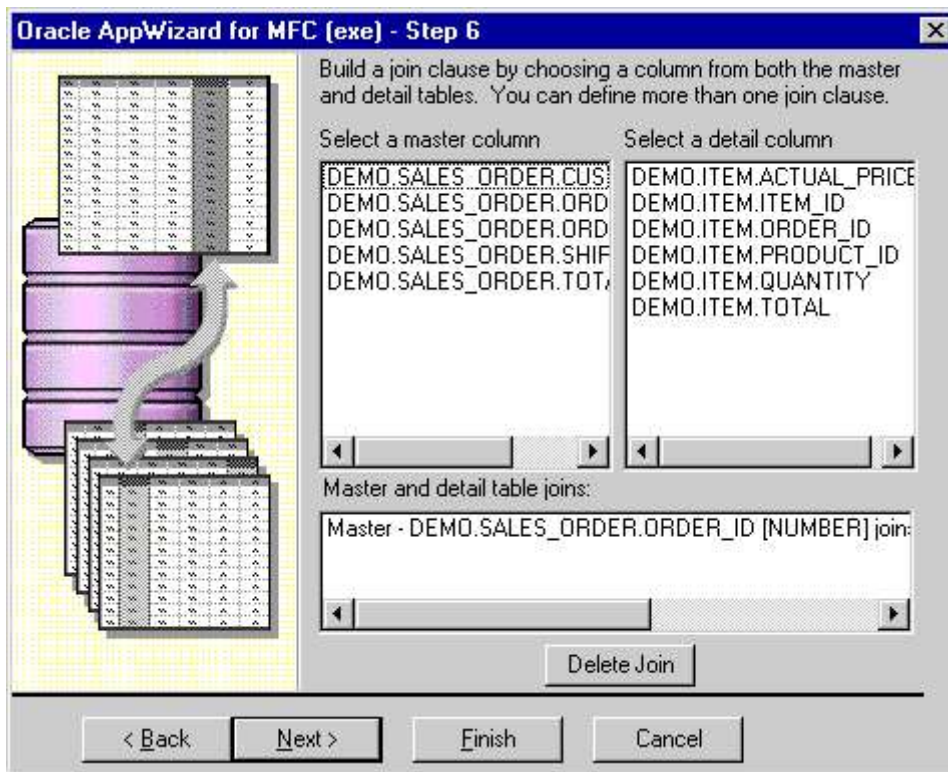 Oracle AppWizard for MFC (exe) - Step 6
Build a join clause by choosing a column from both the master
and detail tables. You can define more than one join clause.
Select a master column
DEMO.SALES_ORDER.CUS
DEMO.SALES_ORDER.ORD
DEMO.SALES_ORDER.ORD
DEMO.SALES_ORDER.SHIF
DEMO.SALES_ORDER.TOTA
Select a detail column
DEMO.ITEM.ACTUAL_PRICE
DEMO.ITEM.ITEM_ID
DEMO.ITEM.ORDER_ID
DEMO.ITEM.PRODUCT_ID
DEMO.ITEM.QUANTITY
DEMO.ITEM.TOTAL
Master and detail table joins:
Master - DEMO.SALES_ORDER.ORDER_ID [NUMBER] joins
Delete Join
< Back
Next >
Finish
Cancel